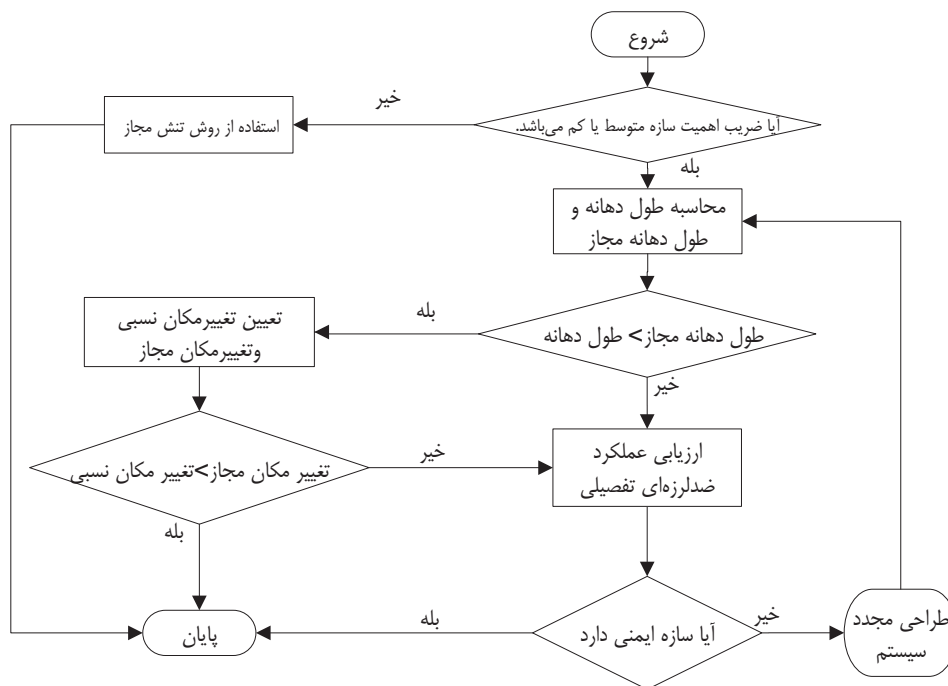 شروع
خیر
آیا ضریب اهمیت سازه متوسط یا کم می‌باشد.
استفاده از روش تنش مجاز
بله
محاسبه طول دهانه و
طول دهانه مجاز
طول دهانه مجاز > طول دهانه
بله
تعیین تغییرمکان نسبی
وتغییرمکان مجاز
خیر
ارزیابی عملکرد
ضدلرزه‌ای تفصیلی
تغییر مکان مجاز>تغییر مکان نسبی
خیر
بله
آیا سازه ایمنی دارد
خیر
طراحی مجدد
سیستم
بله
پایان